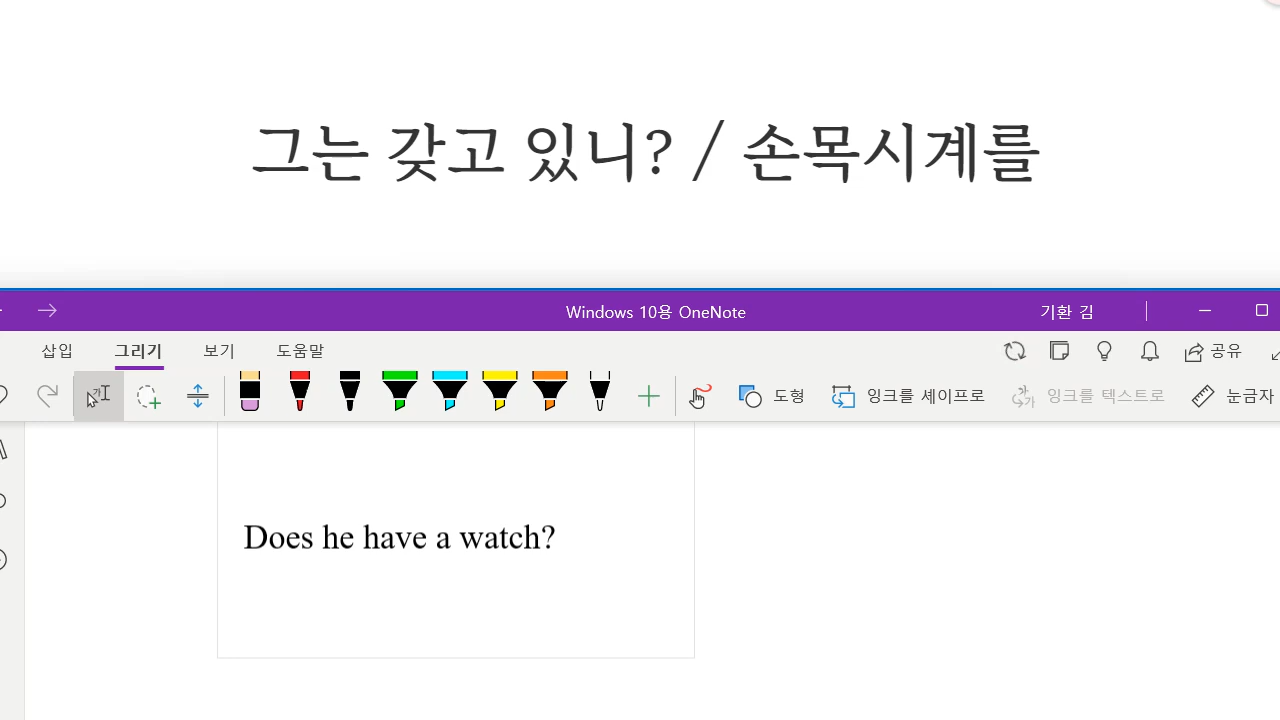 그는 갖고 있니? / 손목시계를
Windows 10용 OneNote
기환 김
삽입
그리기
보기
도움말
공유
도형
잉크를 셰이프로
잉크를 텍스트로
눈금자
Does he have a watch?